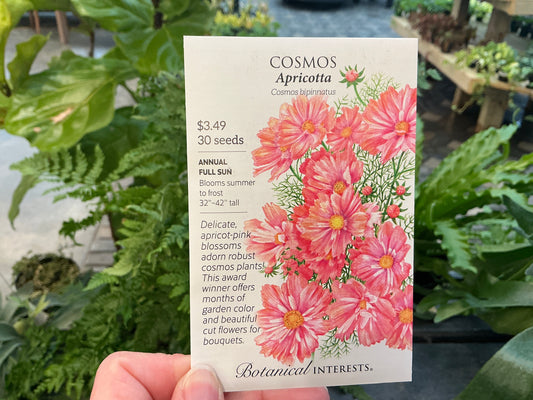 COSMOS
Apricotta
Cosmos bipinnatus
$3.49
30 seeds
ANNUAL
FULL SUN
Blooms summer
to frost
32"–42" tall
Delicate,
apricot-pink
blossoms
adorn robust
cosmos plants!
This award
winner offers
months of
garden color
and beautiful
cut flowers for
bouquets.
Botanical INTERESTS®